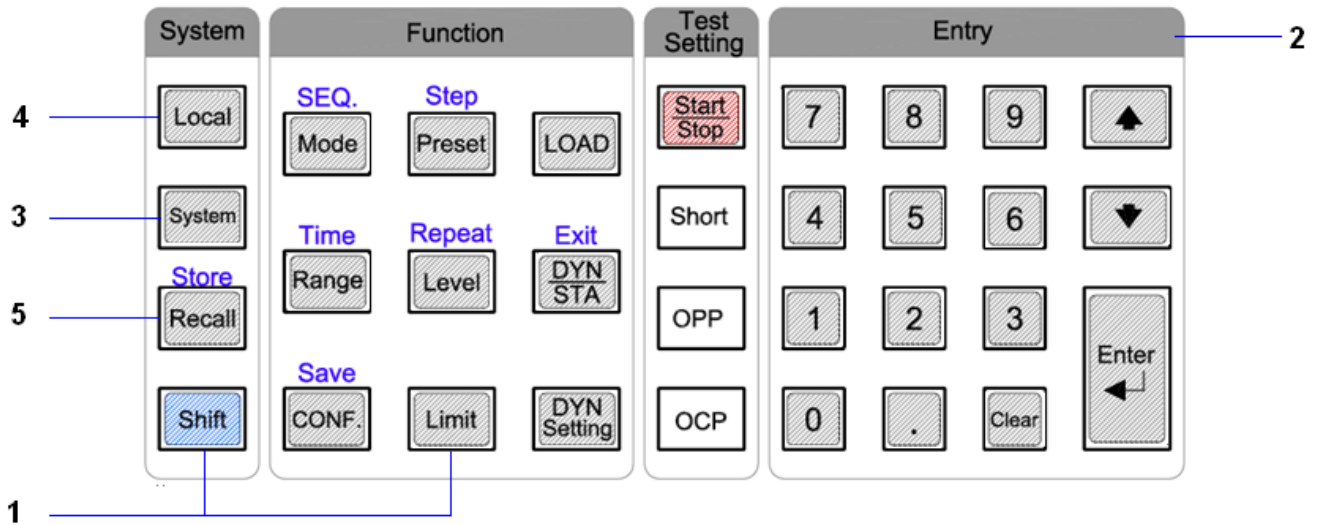 System
Function
Test
Setting
Entry
2
4
Local
SEQ.
Mode
Step
Preset
LOAD
Start
Stop
7
8
9
3
System
Short
4
5
6
Time
Range
Repeat
Level
Exit
DYN
STA
5
Store
Recall
OPP
1
2
3
Enter
Save
CONF.
Limit
DYN
Setting
Shift
OCP
0
.
Clear
1